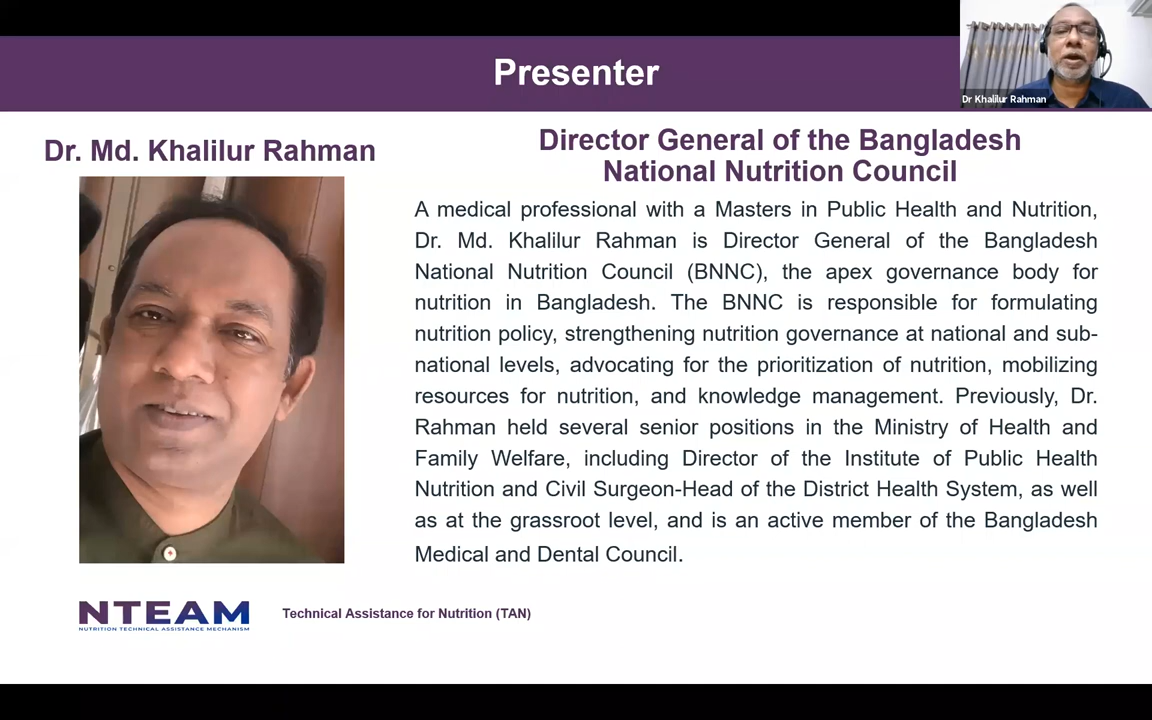 Presenter
Dr Khalilur Rahman
Dr. Md. Khalilur Rahman
Director General of the Bangladesh
National Nutrition Council
A medical professional with a Masters in Public Health and Nutrition,
Dr. Md. Khalilur Rahman is Director General of the Bangladesh
National Nutrition Council (BNNC), the apex governance body for
nutrition in Bangladesh. The BNNC is responsible for formulating
nutrition policy, strengthening nutrition governance at national and sub-
national levels, advocating for the prioritization of nutrition, mobilizing
resources for nutrition, and knowledge management. Previously, Dr.
Rahman held several senior positions in the Ministry of Health and
Family Welfare, including Director of the Institute of Public Health
Nutrition and Civil Surgeon-Head of the District Health System, as well
as at the grassroot level, and is an active member of the Bangladesh
Medical and Dental Council.
NTEAM
NUTRITION TECHNICAL ASSISTANCE MECHANISM
Technical Assistance for Nutrition (TAN)